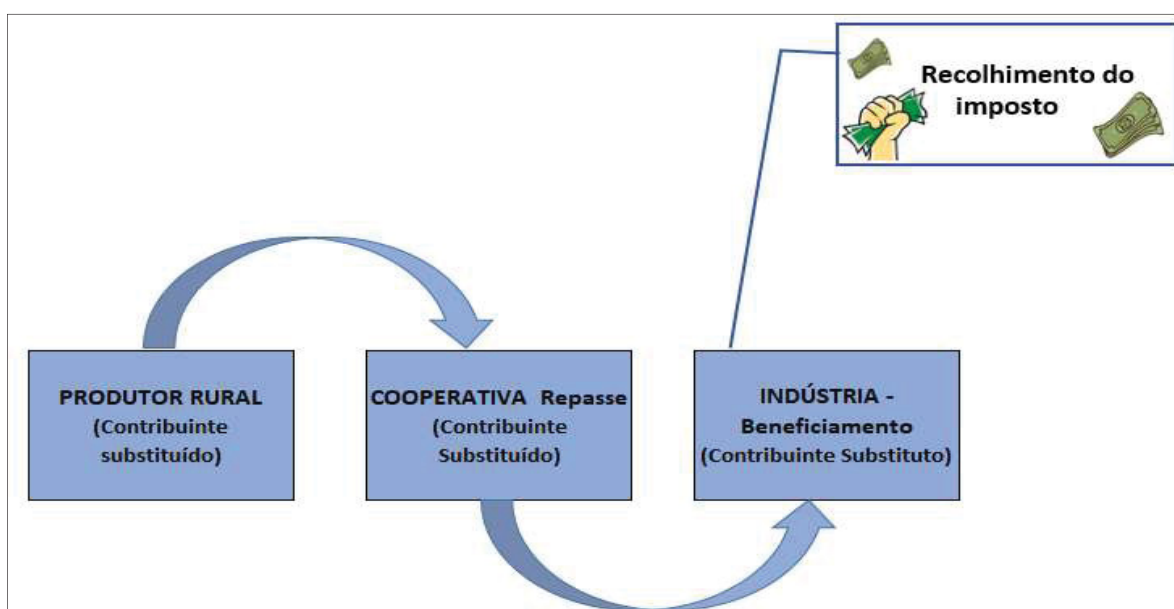 Recolhimento do
imposto
PRODUTOR RURAL
(Contribuinte
substituído)
COOPERATIVA Repasse
(Contribuinte
Substituído)
INDÚSTRIA -
Beneficiamento
(Contribuinte Substituto)